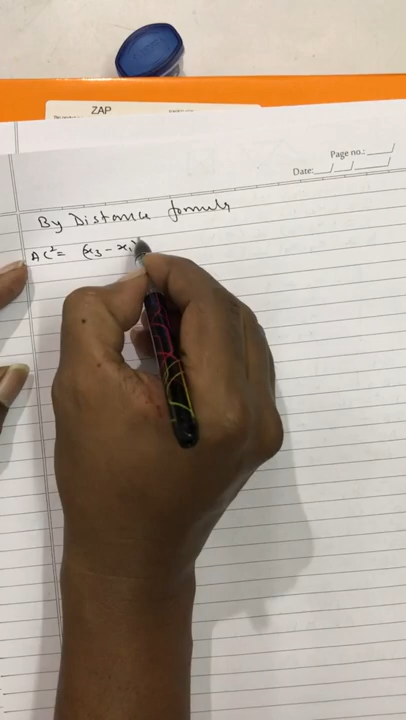 ZAP
Page no.:
Date:
By Distance formula
AC² = (x₃ - x₁)